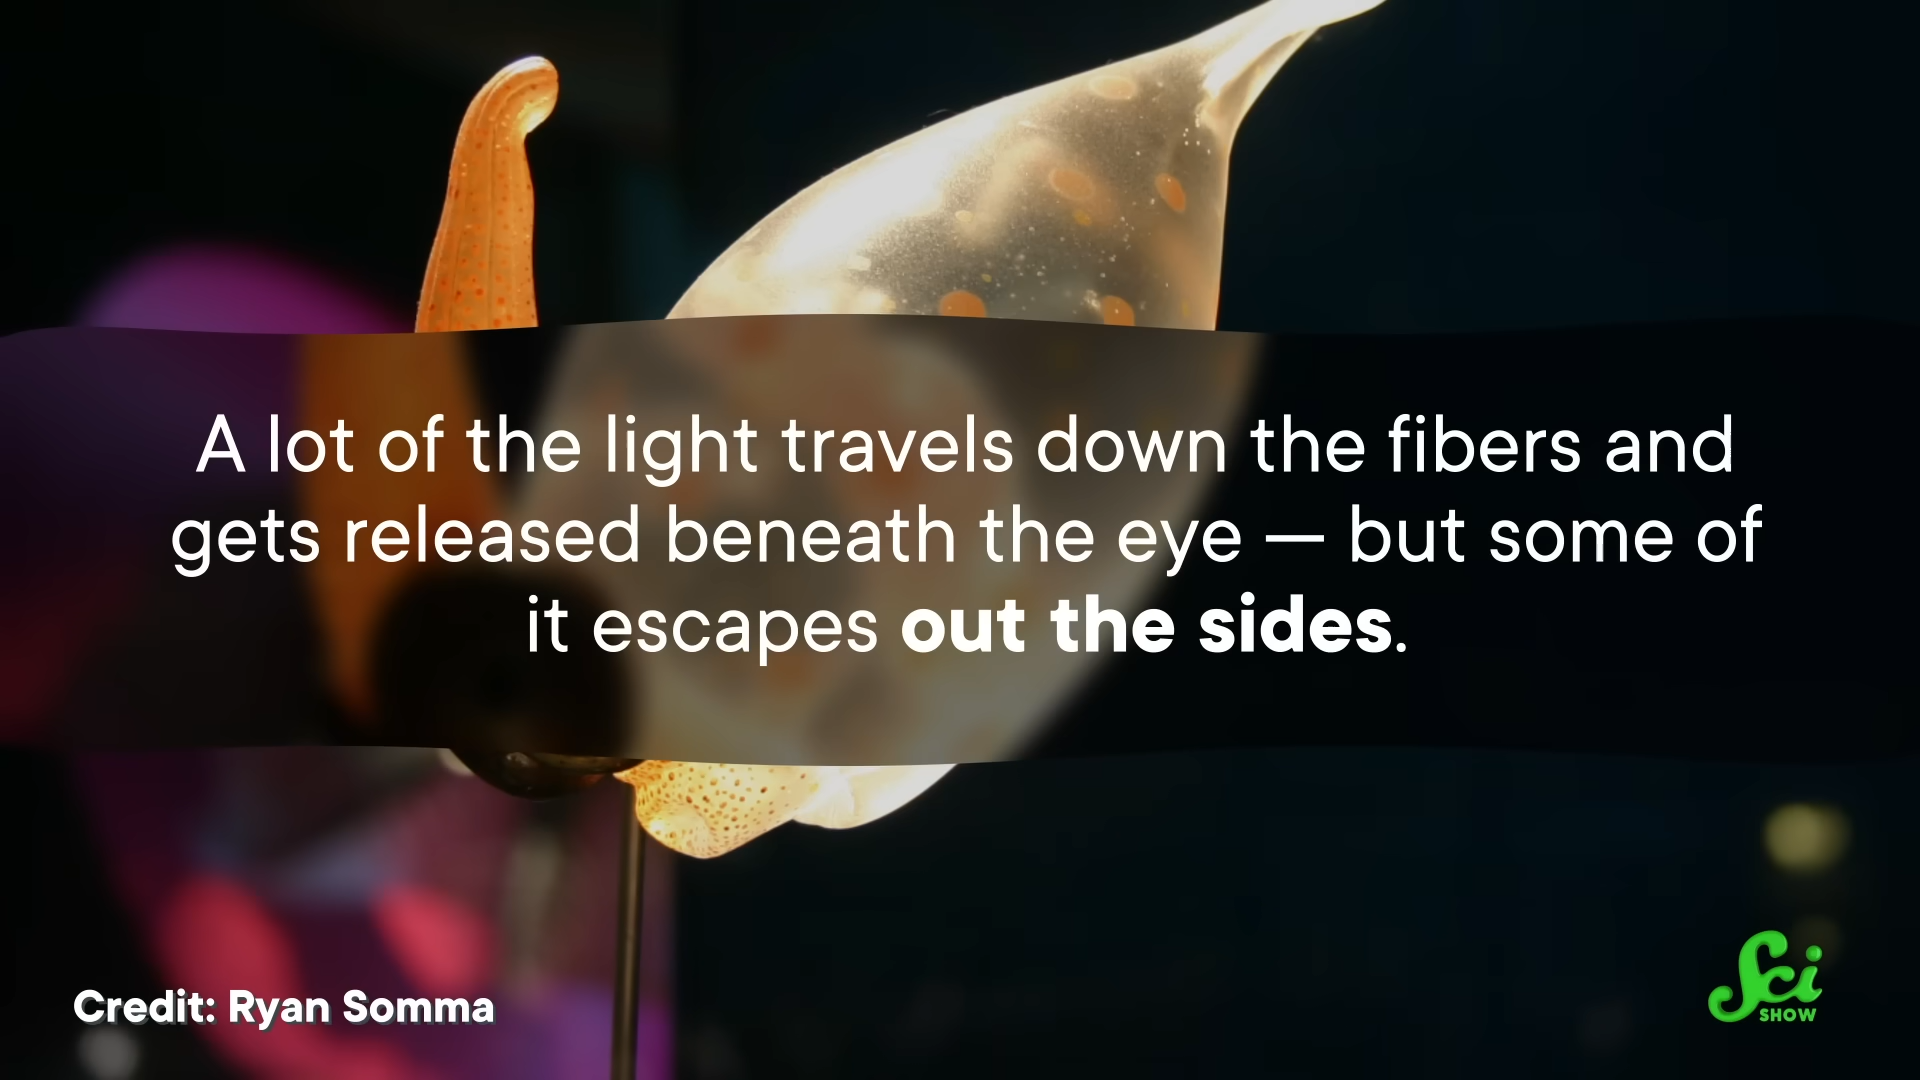 A lot of the light travels down the fibers and
gets released beneath the eye — but some of
it escapes out the sides.
Credit: Ryan Somma
Sci
SHOW